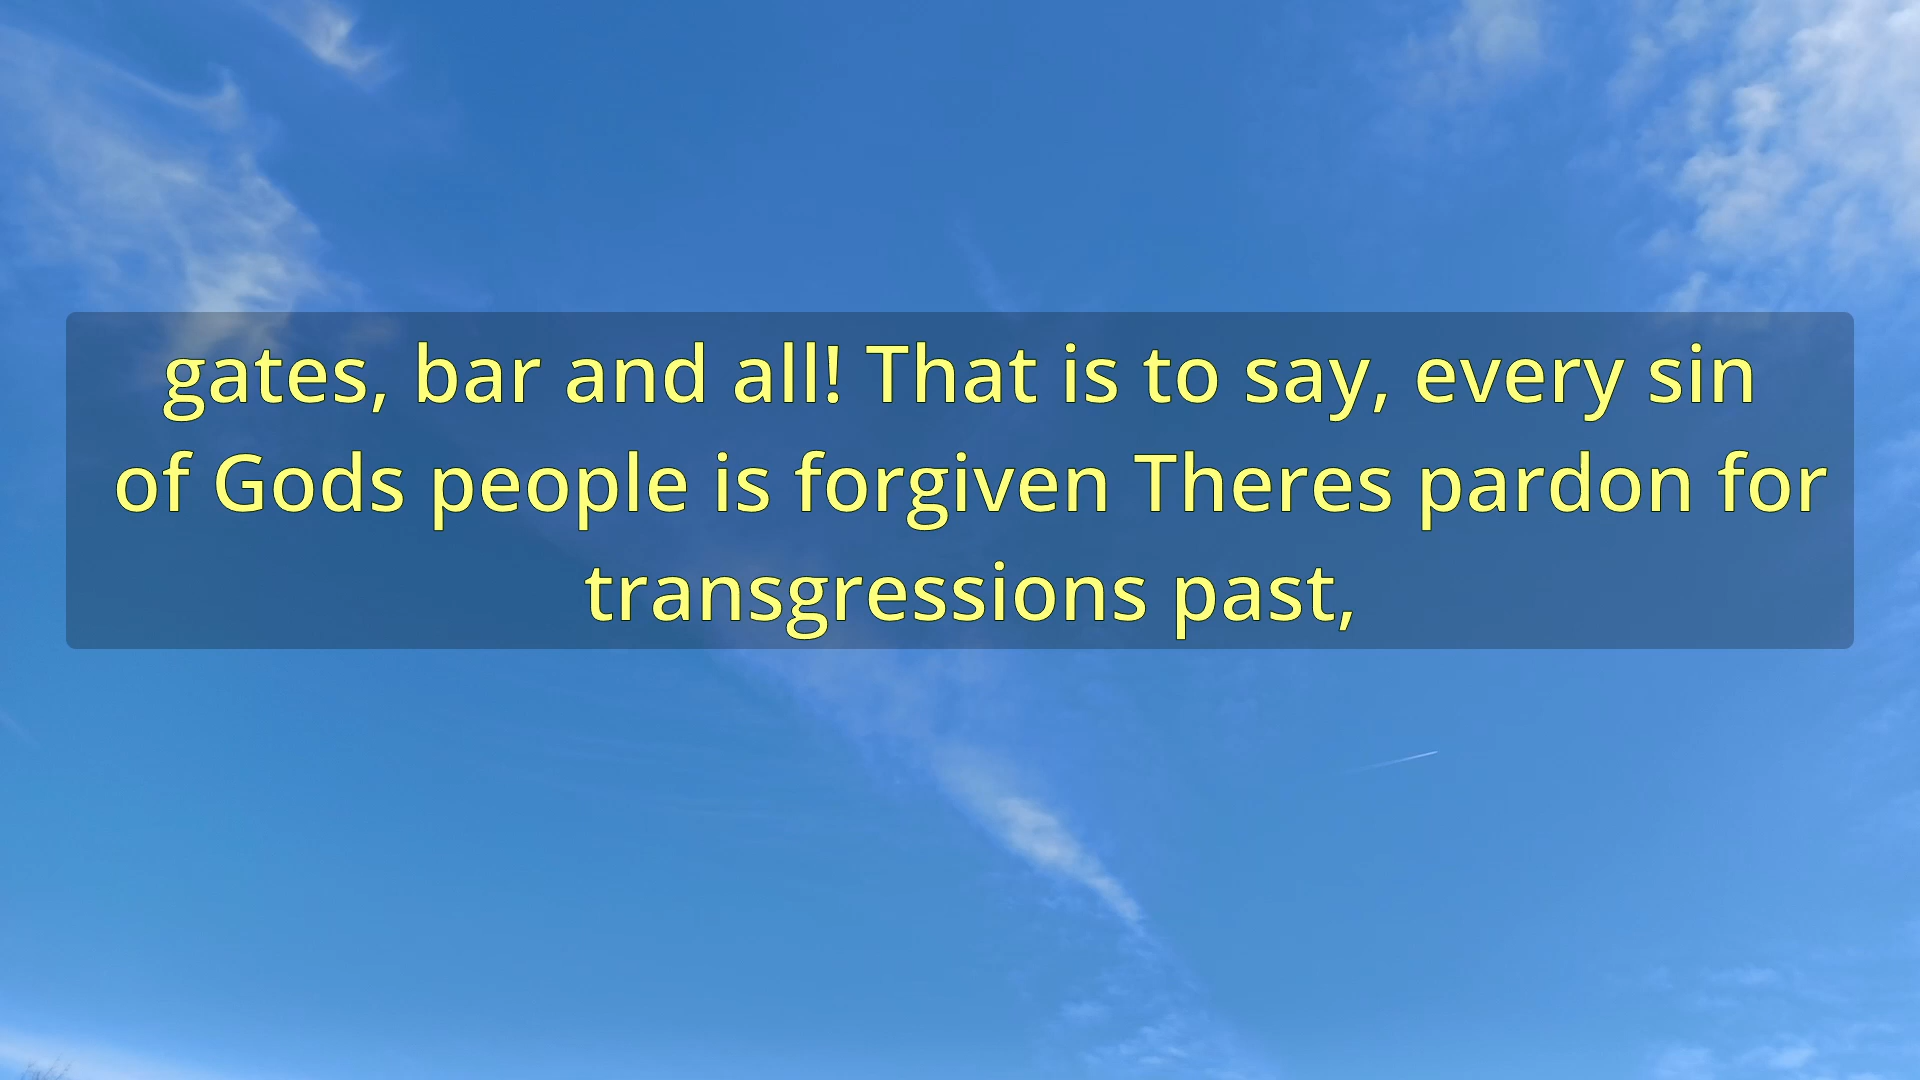 gates, bar and all! That is to say, every sin
of Gods people is forgiven Theres pardon for
transgressions past,